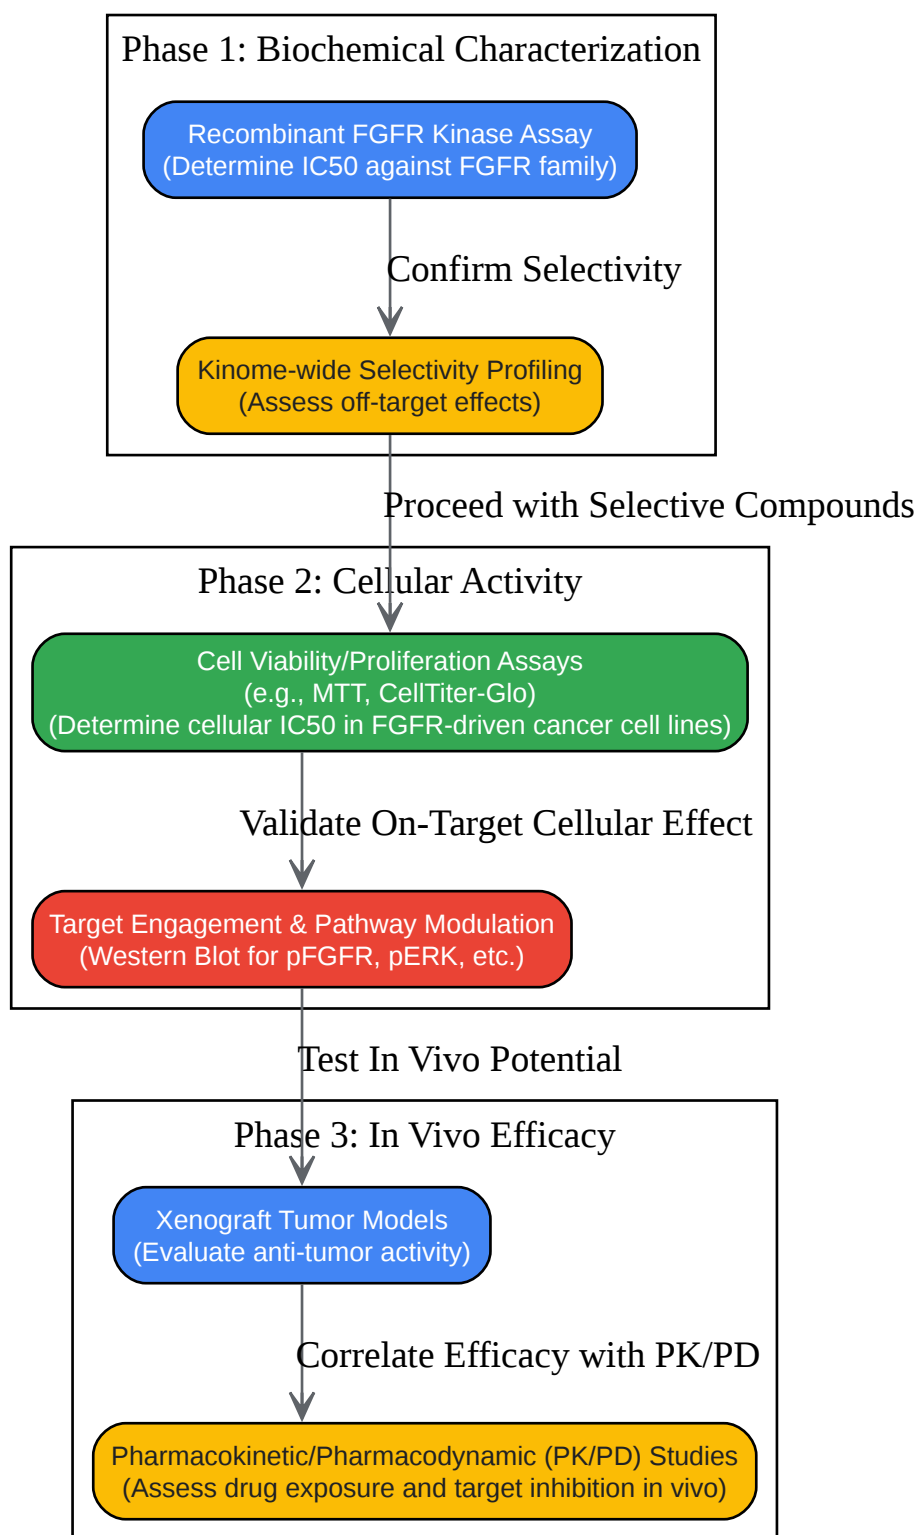 Phase 1: Biochemical Characterization
Recombinant FGFR Kinase Assay
(Determine IC50 against FGFR family)
Confirm Selectivity
Kinome-wide Selectivity Profiling
(Assess off-target effects)
Proceed with Selective Compounds
Phase 2: Cellular Activity
Cell Viability/Proliferation Assays
(e.g., MTT, CellTiter-Glo)
(Determine cellular IC50 in FGFR-driven cancer cell lines)
Validate On-Target Cellular Effect
Target Engagement & Pathway Modulation
(Western Blot for pFGFR, pERK, etc.)
Test In Vivo Potential
Phase 3: In Vivo Efficacy
Xenograft Tumor Models
(Evaluate anti-tumor activity)
Correlate Efficacy with PK/PD
Pharmacokinetic/Pharmacodynamic (PK/PD) Studies
(Assess drug exposure and target inhibition in vivo)